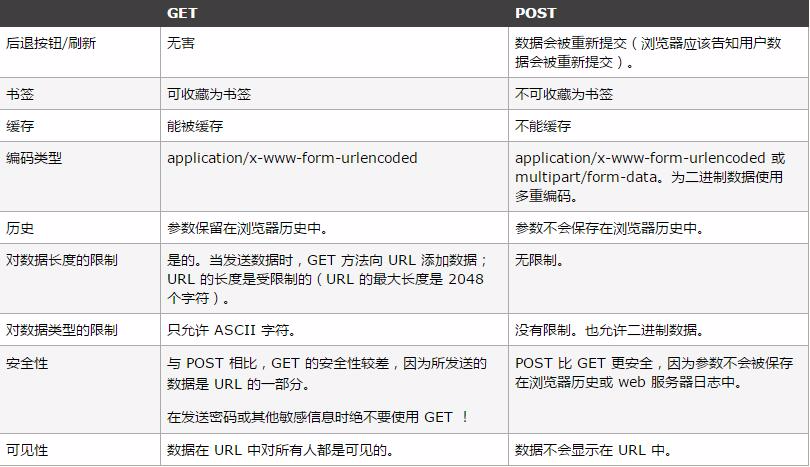 GET POST
后退按钮/刷新 无害 数据会被重新提交（浏览器应该告知用户数
据会被重新提交）。
书签 可收藏为书签 不可收藏为书签
缓存 能被缓存 不能缓存
编码类型 application/x-www-form-urlencoded application/x-www-form-urlencoded 或
multipart/form-data。为二进制数据使用
多重编码。
历史 参数保留在浏览器历史中。 参数不会保存在浏览器历史中。
对数据长度的限制 是的。当发送数据时，GET 方法向 URL 添加数据； 无限制。
URL 的长度是受限制的（URL 的最大长度是 2048
个字符）。
对数据类型的限制 只允许 ASCII 字符。 没有限制。也允许二进制数据。
安全性 与 POST 相比，GET 的安全性较差，因为所发送的 POST 比 GET 更安全，因为参数不会被保存
数据是 URL 的一部分。 在浏览器历史或 web 服务器日志中。
在发送密码或其他敏感信息时绝不要使用 GET ！
可见性 数据在 URL 中对所有人都是可见的。 数据不会显示在 URL 中。